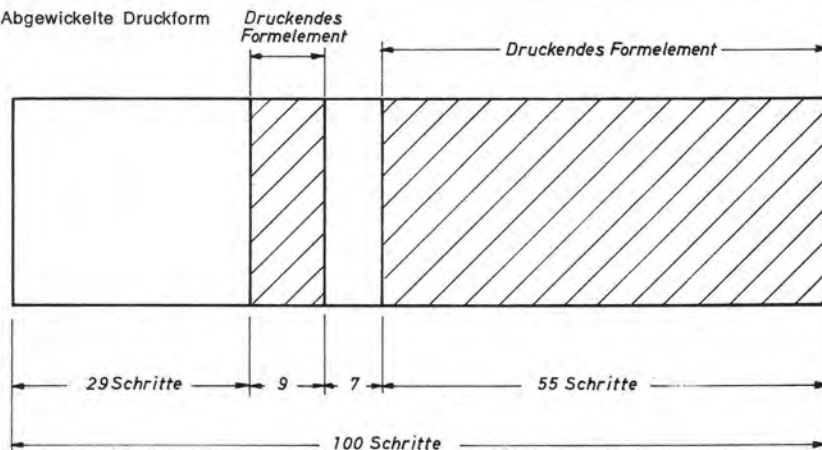 Abgewickelte Druckform
Druckendes
Formelement
Druckendes Formelement
29 Schritte
9
7
55 Schritte
100 Schritte